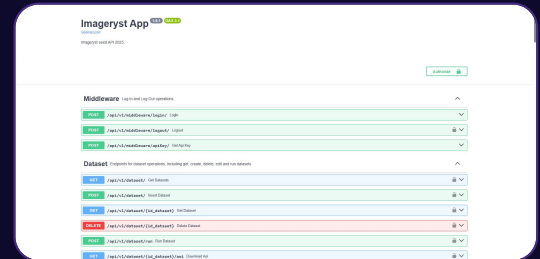 Imageryst App
Imageryst used API 2023
Authorize
Middleware Log In and Log Out operations.
POST /api/v1/middleware/login/ Login
POST /api/v1/middleware/logout/ Logout
POST /api/v1/middleware/apikey/ Get Api Key
Dataset Endpoints for dataset operations, including get, create, delete, edit and run datasets
GET /api/v1/dataset/ Get Datasets
POST /api/v1/dataset/ Insert Dataset
GET /api/v1/dataset/{id_dataset} Get Dataset
DELETE /api/v1/dataset/{id_dataset} Delete Dataset
POST /api/v1/dataset/run Run Dataset
GET /api/v1/dataset/{id_dataset}/api Download Api